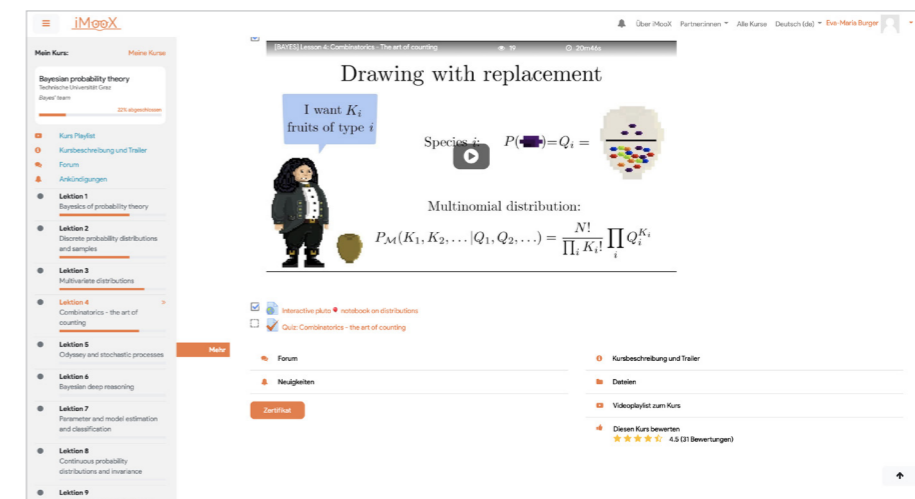 iMooX
Über iMooX Partner:innen Alle Kurse Deutsch (de) Eva-Maria Burger
Mein Kurs: Meine Kurse
Bayesian probability theory
Technische Universität Graz
Bayes' team
32% abgeschlossen
Kurs Playlist
Kursbeschreibung und Trailer
Forum
Ankündigungen
Lektion 1
Bayesics of probability theory
Lektion 2
Discrete probability distributions
and samples
Lektion 3
Multivariate distributions
Lektion 4 >
Combinatorics - the art of
counting
Lektion 5
Odyssey and stochastic processes
Lektion 6
Bayesian deep reasoning
Lektion 7
Parameter and model estimation
and classification
Lektion 8
Continuous probability
distributions and invariance
Lektion 9
Mehr
[BAYES] Lesson 4: Combinatorics - The art of counting 19 20m46s
Drawing with replacement
I want K_i
fruits of type i
Species i: P( )=Q_i =
Multinomial distribution:
P_M(K_1, K_2, . . . |Q_1, Q_2, . . .) = N! / ∏_i K_i! ∏_i Q_i^{K_i}
Interactive pluto notebook on distributions
Quiz: Combinatorics - the art of counting
Forum
Neuigkeiten
Zertifikat
Kursbeschreibung und Trailer
Dateien
Videoplaylist zum Kurs
Diesen Kurs bewerten
4.5 (31 Bewertungen)